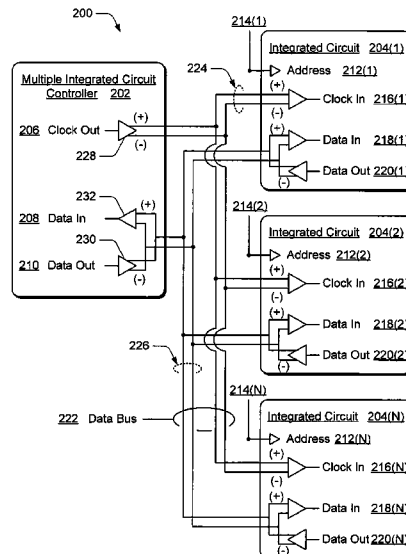 200
Multiple Integrated Circuit
Controller 202
206 Clock Out
(+)
(-)
228
232
(+)
208 Data In
230
210 Data Out
(-)
224
226
222 Data Bus
214(1)
Integrated Circuit 204(1)
Address 212(1)
(+)
Clock In 216(1)
(-)
(+)
Data In 218(1)
Data Out 220(1)
(-)
214(2)
Integrated Circuit 204(2)
Address 212(2)
(+)
Clock In 216(2)
(-)
(+)
Data In 218(2)
Data Out 220(2)
(-)
214(N)
Integrated Circuit 204(N)
Address 212(N)
(+)
Clock In 216(N)
(-)
(+)
Data In 218(N)
Data Out 220(N)
(-)